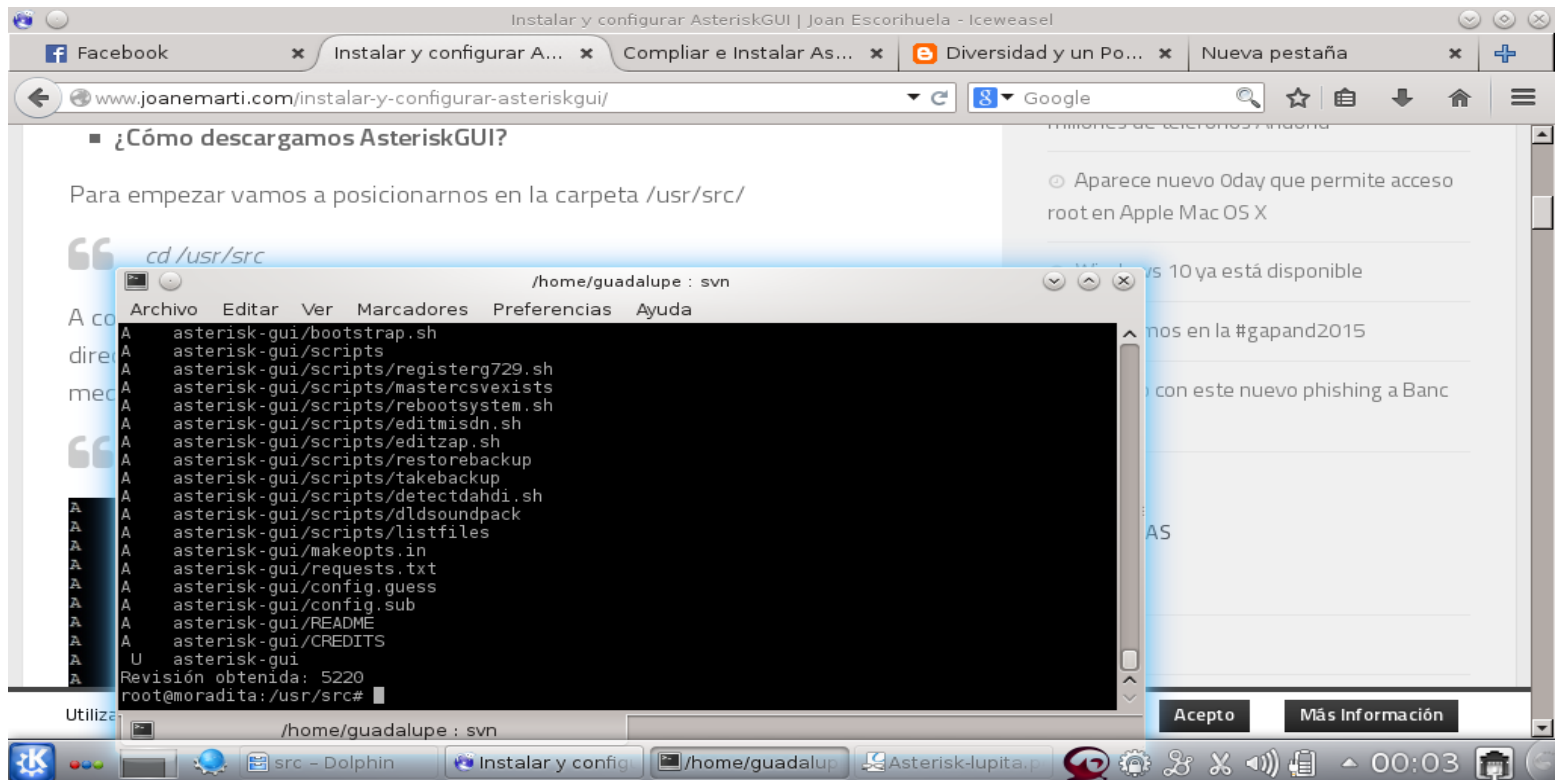 Instalar y configurar AsteriskGUI | Joan Escorihuela - Iceweasel
Facebook
Instalar y configurar A...
Compliar e Instalar As...
Diversidad y un Po...
Nueva pestaña
www.joanemarti.com/instalar-y-configurar-asteriskgui/
Google
¿Cómo descargamos AsteriskGUI?
Para empezar vamos a posicionarnos en la carpeta /usr/src/
cd /usr/src
A co
direc
med
Aparece nuevo 0day que permite acceso
root en Apple Mac OS X
10 ya está disponible
mos en la #gapand2015
con este nuevo phishing a Banc
AS
/home/guadalupe : svn
Archivo Editar Ver Marcadores Preferencias Ayuda
A asterisk-gui/bootstrap.sh
A asterisk-gui/scripts
A asterisk-gui/scripts/registerg729.sh
A asterisk-gui/scripts/mastercsvexists
A asterisk-gui/scripts/rebootsystem.sh
A asterisk-gui/scripts/editmisdn.sh
A asterisk-gui/scripts/editzap.sh
A asterisk-gui/scripts/restorebackup
A asterisk-gui/scripts/takebackup
A asterisk-gui/scripts/detectdahdi.sh
A asterisk-gui/scripts/dldsoundpack
A asterisk-gui/scripts/listfiles
A asterisk-gui/makeopts.in
A asterisk-gui/requests.txt
A asterisk-gui/config.guess
A asterisk-gui/config.sub
A asterisk-gui/README
A asterisk-gui/CREDITS
U asterisk-gui
Revisión obtenida: 5220
root@moradita:/usr/src#
A
A
A
A
A
A
A
A
A
A
Utiliza
Acepto
Más Información
/home/guadalupe : svn
src – Dolphin
Instalar y config
/home/guadalup
Asterisk-lupita.p
00:03